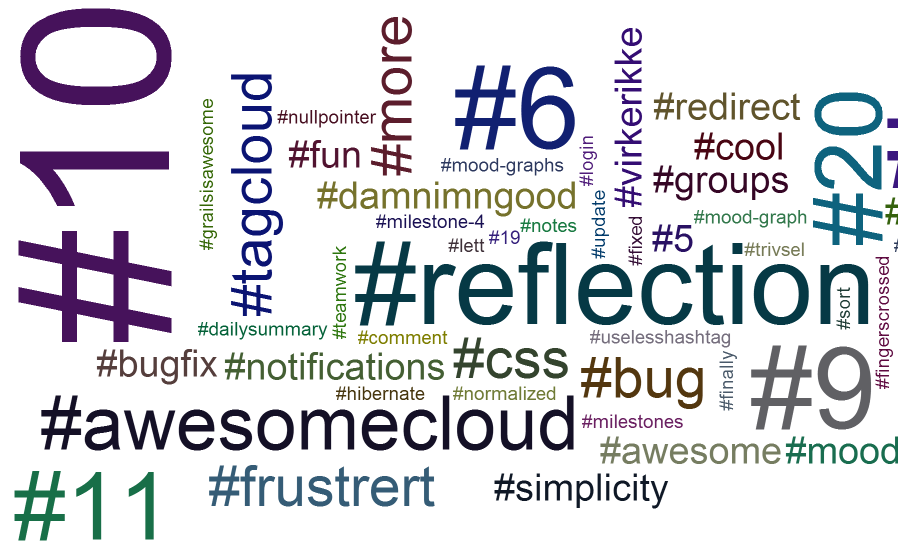 #10
#more
#6
#virkerikke
#tagcloud
#grailsisawesome
#nullpointer
#fun
#mood-graphs
#login
#redirect
#cool
#groups
#20
#damnimngood
#milestone-4
#notes
#update
#fixed
#mood-graph
#lett
#19
#5
#trivsel
#teamwork
#reflection
#sort
#fingerscrossed
#dailysummary
#comment
#uselesshashtag
#bugfix
#notifications
#css
#bug
#finally
#9
#hibernate
#normalized
#awesomecloud
#milestones
#awesome
#mood
#11
#frustrert
#simplicity